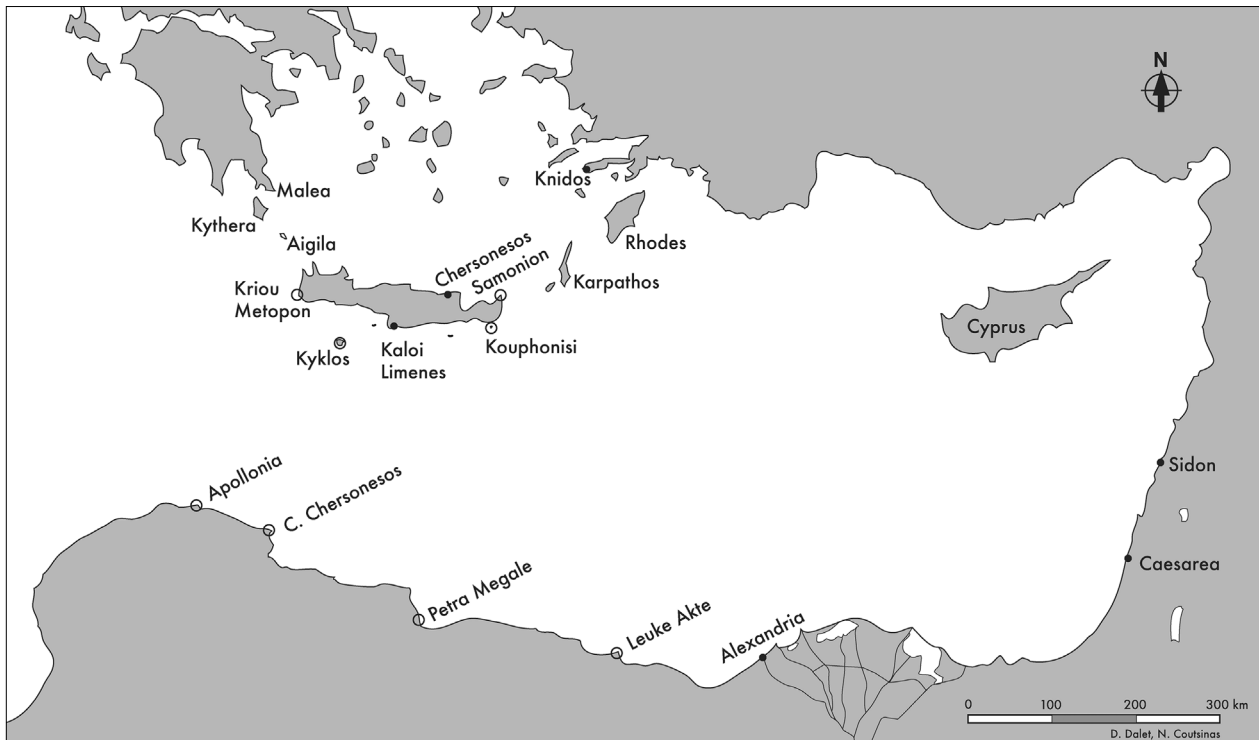 N
Malea
Knidos
Kythera
Aigila
Rhodes
Chersonesos
Samonion
Karpathos
Kriou
Metopon
Cyprus
Kyklos
Kaloi
Limenes
Kouphonisi
Apollonia
C. Chersonesos
Sidon
Caesarea
Petra Megale
Leuke Akte
Alexandria
0 100 200 300 km
D. Dalet, N. Coutsinas